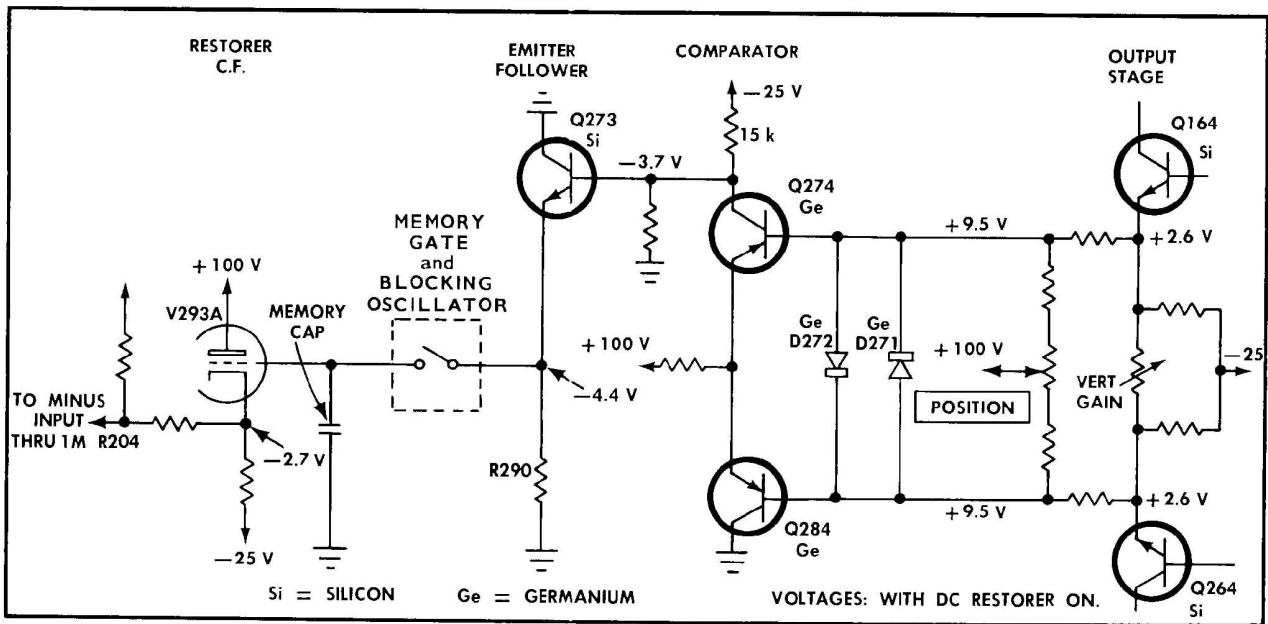 RESTORER
C.F.
EMITTER
FOLLOWER
COMPARATOR
OUTPUT
STAGE
−25 V
15 k
Q273
Si
−3.7 V
Q274
Ge
Q164
Si
+9.5 V
+2.6 V
MEMORY
GATE
and
BLOCKING
OSCILLATOR
+100 V
V293A
MEMORY
CAP
+100 V
Ge
D272
Ge
D271
+100 V
POSITION
VERT
GAIN
−25
−4.4 V
TO MINUS
INPUT
THRU 1M R204
−2.7 V
R290
−25 V
Q284
Ge
+9.5 V
+2.6 V
Q264
Si
Si = SILICON
Ge = GERMANIUM
VOLTAGES: WITH DC RESTORER ON.